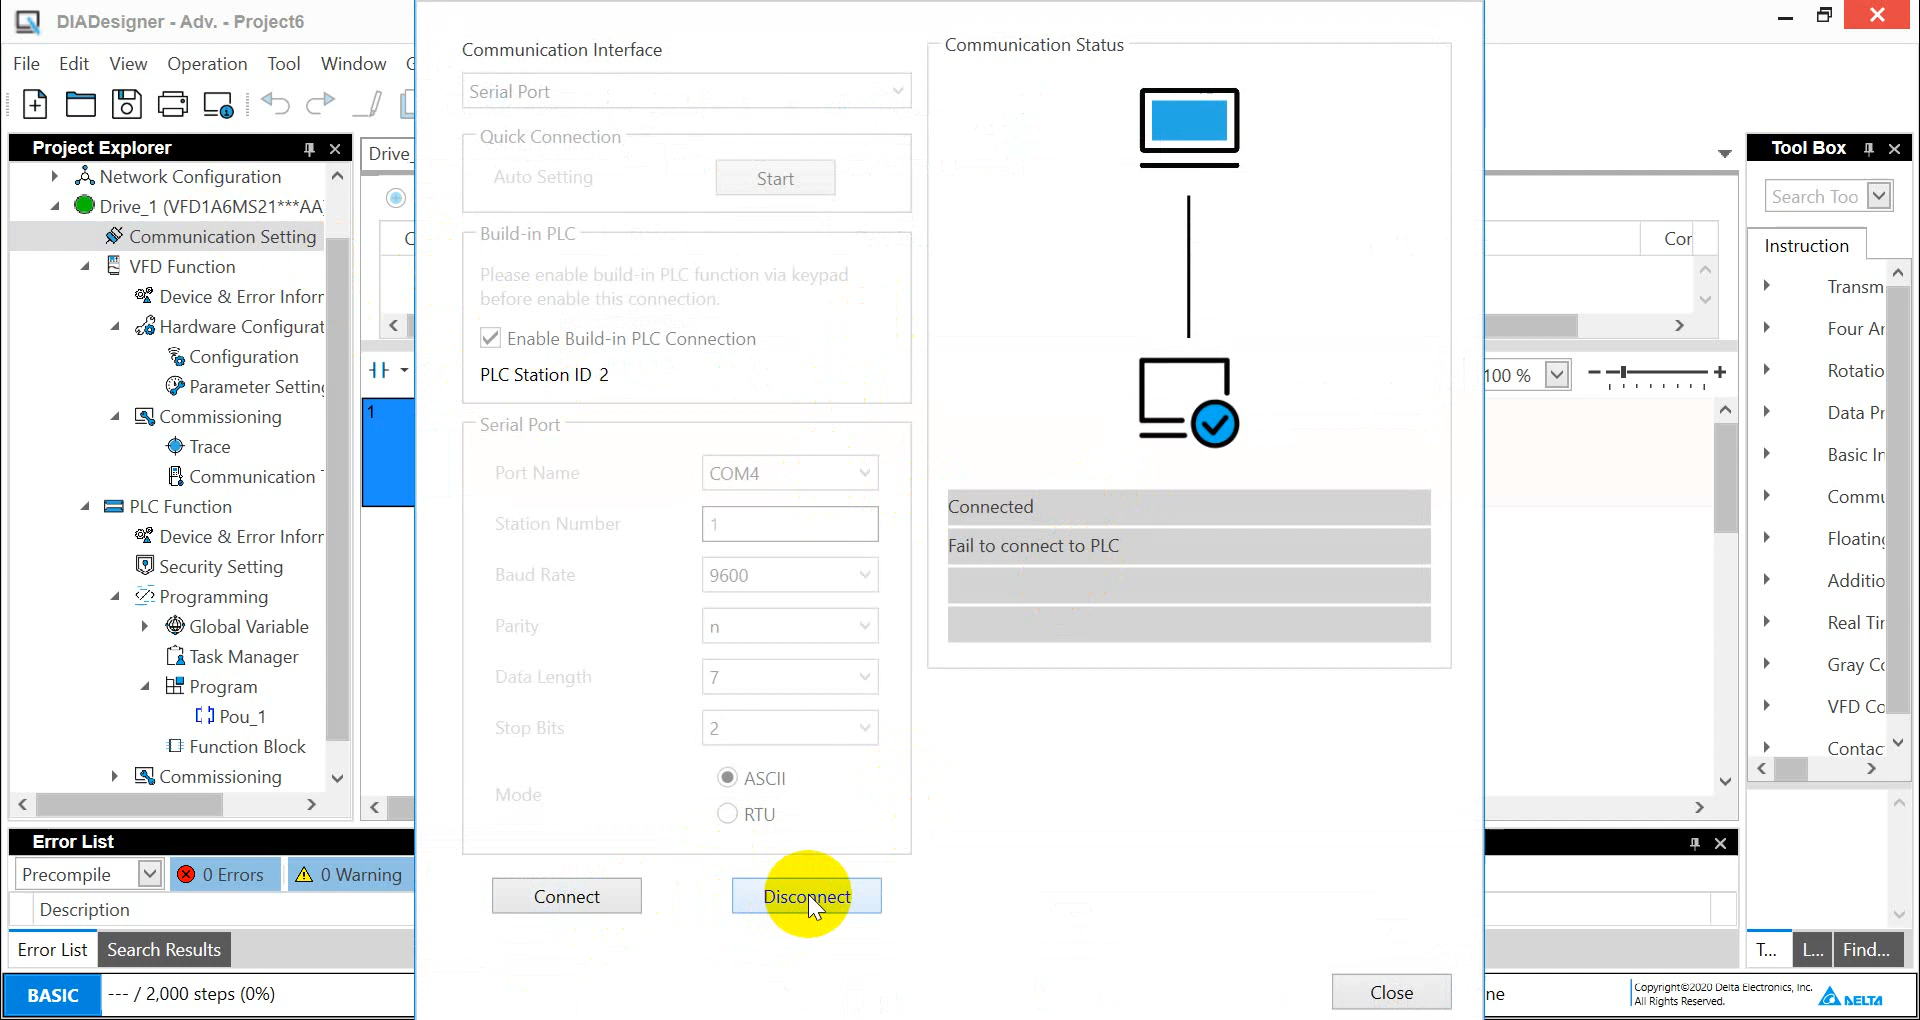 DIADesigner - Adv. - Project6
File Edit View Operation Tool Window
Project Explorer
Network Configuration
Drive_1 (VFD1A6MS21***AA
Communication Setting
VFD Function
Device & Error Infor
Hardware Configurat
Configuration
Parameter Setting
Commissioning
Trace
Communication
PLC Function
Device & Error Infor
Security Setting
Programming
Global Variable
Task Manager
Program
Pou_1
Function Block
Commissioning
Drive_
1
Communication Interface
Serial Port
Quick Connection
Auto Setting Start
Build-in PLC
Please enable build-in PLC function via keypad
before enable this connection.
Enable Build-in PLC Connection
PLC Station ID 2
Serial Port
Port Name COM4
Station Number 1
Baud Rate 9600
Parity n
Data Length 7
Stop Bits 2
Mode
ASCII
RTU
Connect Disconnect
Communication Status
Connected
Fail to connect to PLC
Close
Cor
100 %
Tool Box
Search Too
Instruction
Transm
Four Ar
Rotatio
Data Pr
Basic In
Commu
Floating
Additio
Real Tir
Gray Co
VFD Co
Contac
T... L... Find...
Error List
Precompile 0 Errors 0 Warning
Description
Error List Search Results
BASIC --- / 2,000 steps (0%)
ne
Copyright©2020 Delta Electronics, Inc.
All Rights Reserved.
DELTA